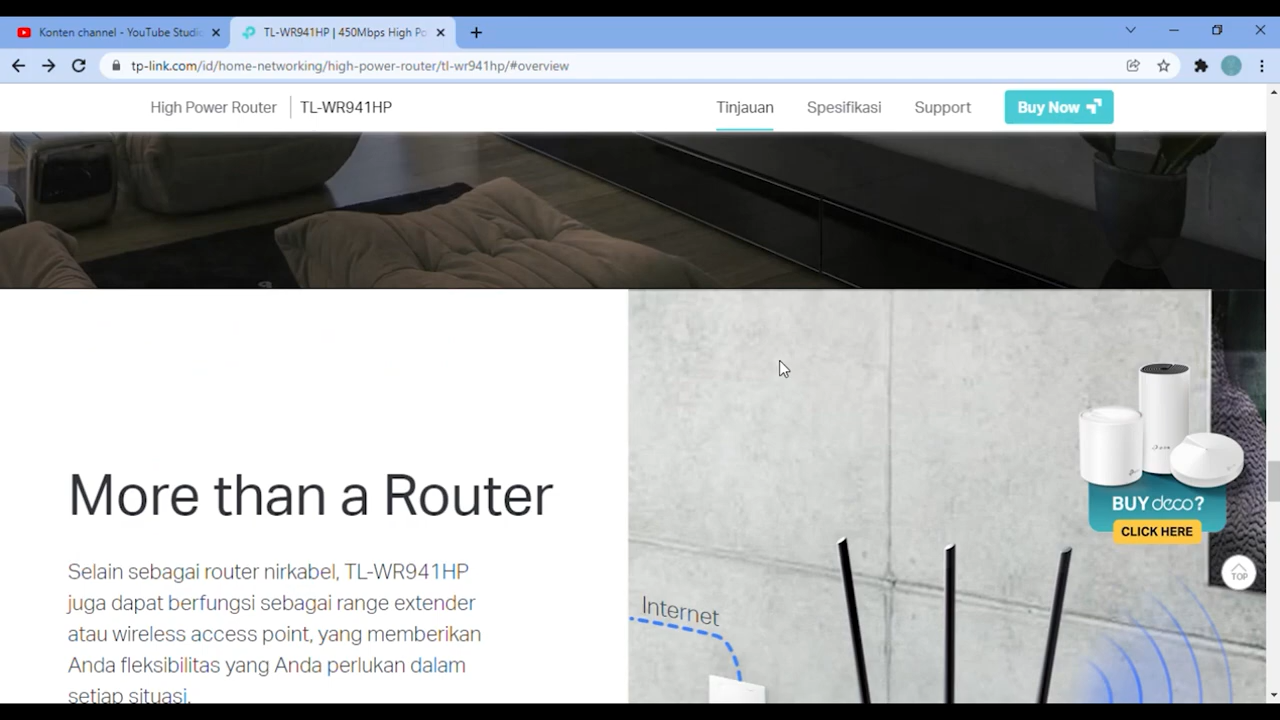 Konten channel - YouTube Studi
TL-WR941HP | 450Mbps High Po
tp-link.com/id/home-networking/high-power-router/tl-wr941hp/#overview
High Power Router
TL-WR941HP
Tinjauan
Spesifikasi
Support
Buy Now
More than a Router
Selain sebagai router nirkabel, TL-WR941HP
juga dapat berfungsi sebagai range extender
atau wireless access point, yang memberikan
Anda fleksibilitas yang Anda perlukan dalam
setiap situasi.
Internet
BUY deco?
CLICK HERE
TOP